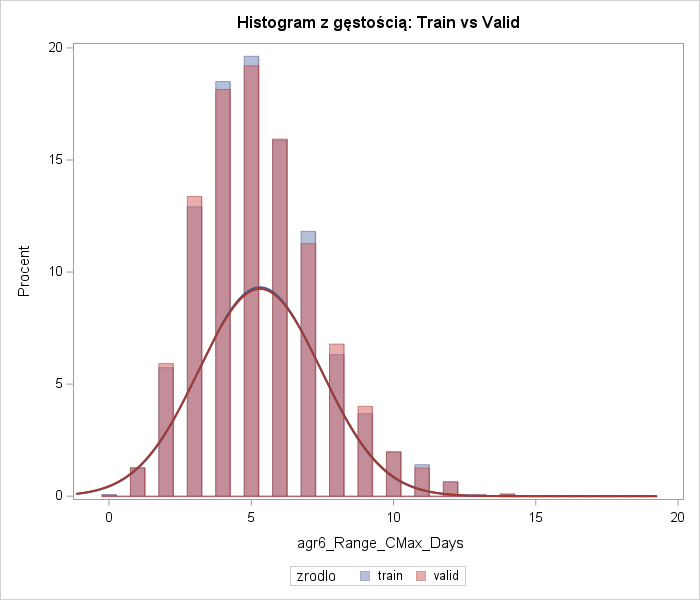 Histogram z gęstością: Train vs Valid
20
15
10
5
0
Procent
0 5 10 15 20
agr6_Range_CMax_Days
zrodlo train valid